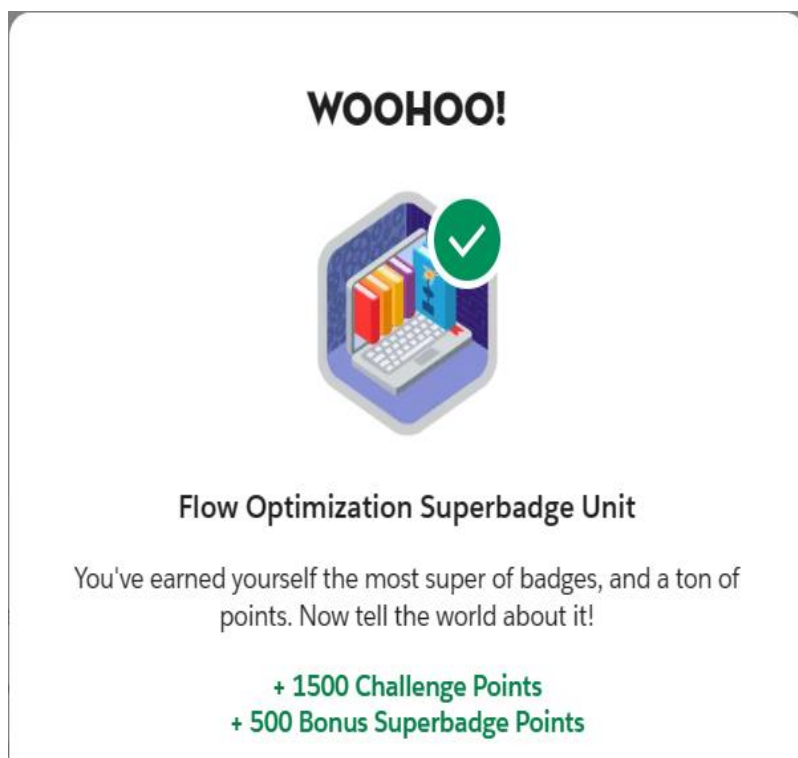 WOOHOO!
Flow Optimization Superbadge Unit
You've earned yourself the most super of badges, and a ton of
points. Now tell the world about it!
+ 1500 Challenge Points
+ 500 Bonus Superbadge Points